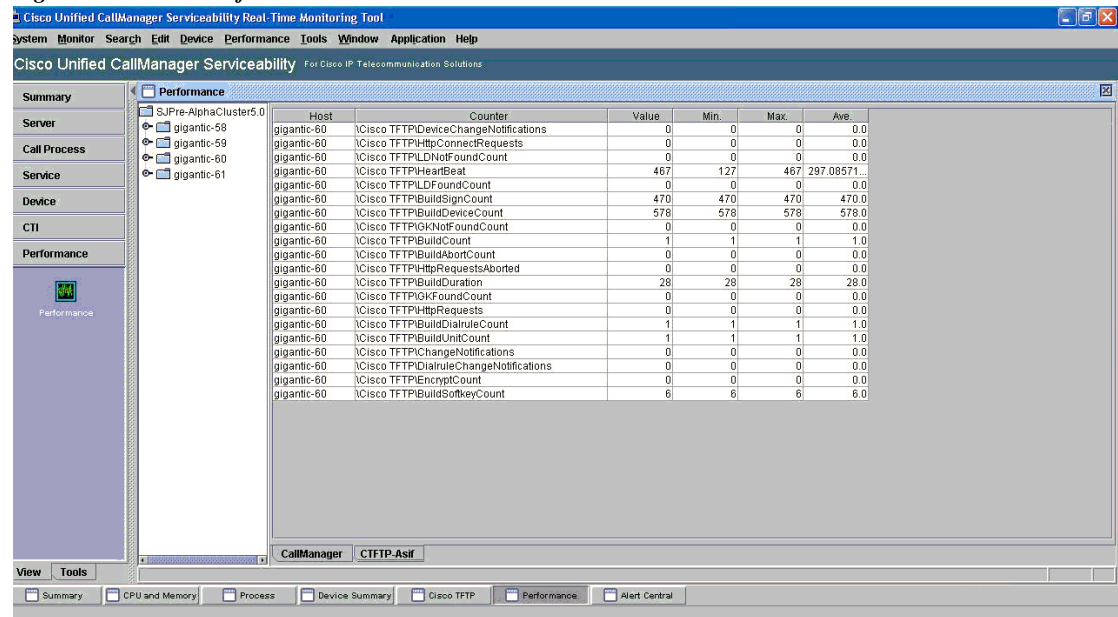 Cisco Unified CallManager Serviceability Real-Time Monitoring Tool
System Monitor Search Edit Device Performance Tools Window Application Help
Cisco Unified CallManager Serviceability For Cisco IP Telecommunication Solutions
Summary
Server
Call Process
Service
Device
CTI
Performance
Performance
Performance
SJPre-AlphaCluster5.0
gigantic-58
gigantic-59
gigantic-60
gigantic-61
Host Counter Value Min. Max. Ave.
gigantic-60 \Cisco TFTP\DeviceChangeNotifications 0 0 0 0.0
gigantic-60 \Cisco TFTP\HttpConnectRequests 0 0 0 0.0
gigantic-60 \Cisco TFTP\LDNotFoundCount 0 0 0 0.0
gigantic-60 \Cisco TFTP\HeartBeat 467 127 467 297.08571...
gigantic-60 \Cisco TFTP\LDFoundCount 0 0 0 0.0
gigantic-60 \Cisco TFTP\BuildSignCount 470 470 470 470.0
gigantic-60 \Cisco TFTP\BuildDeviceCount 578 578 578 578.0
gigantic-60 \Cisco TFTP\GKNotFoundCount 0 0 0 0.0
gigantic-60 \Cisco TFTP\BuildCount 1 1 1 1.0
gigantic-60 \Cisco TFTP\BuildAbortCount 0 0 0 0.0
gigantic-60 \Cisco TFTP\HttpRequestsAborted 0 0 0 0.0
gigantic-60 \Cisco TFTP\BuildDuration 28 28 28 28.0
gigantic-60 \Cisco TFTP\GKFoundCount 0 0 0 0.0
gigantic-60 \Cisco TFTP\HttpRequests 0 0 0 0.0
gigantic-60 \Cisco TFTP\BuildDialruleCount 1 1 1 1.0
gigantic-60 \Cisco TFTP\BuildUnitCount 1 1 1 1.0
gigantic-60 \Cisco TFTP\ChangeNotifications 0 0 0 0.0
gigantic-60 \Cisco TFTP\DialruleChangeNotifications 0 0 0 0.0
gigantic-60 \Cisco TFTP\EncryptCount 0 0 0 0.0
gigantic-60 \Cisco TFTP\BuildSoftkeyCount 6 6 6 6.0
CallManager CTFTP-Asif
View Tools
Summary CPU and Memory Process Device Summary Cisco TFTP Performance Alert Central